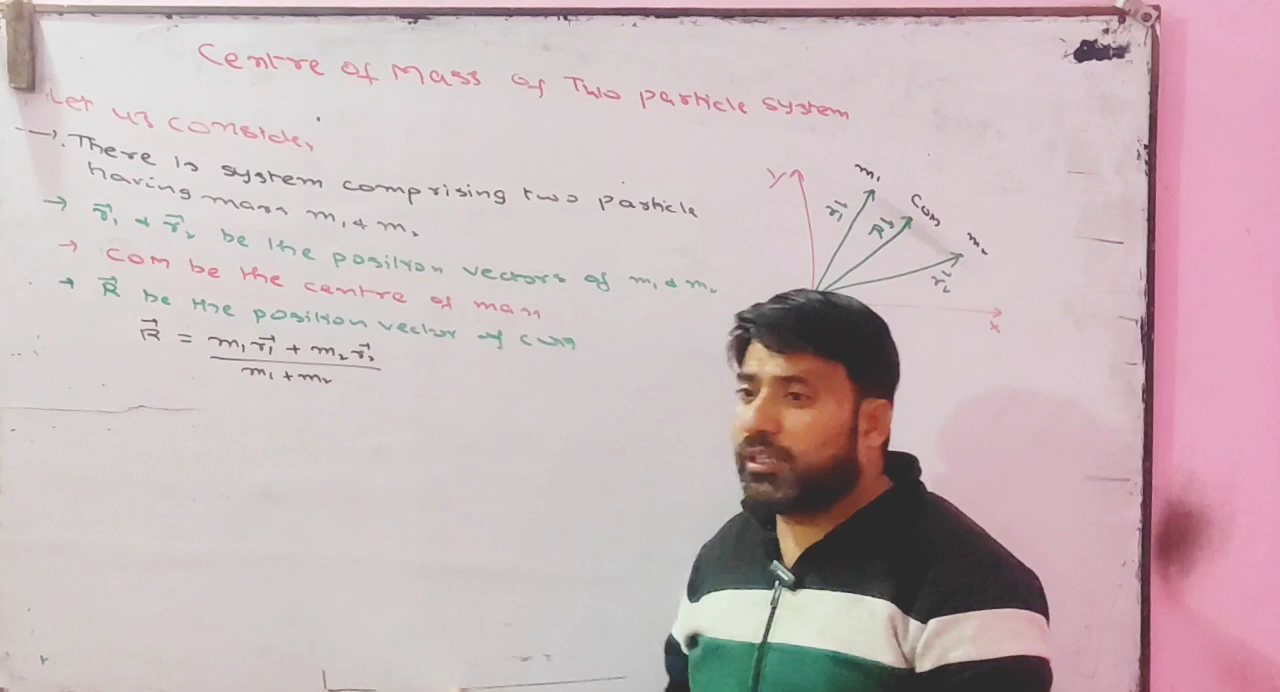 Centre of Mass of Two particle system
Let us consider,
→ There is system comprising two particle
having mass m₁ & m₂
→ r⃗₁ & r⃗₂ be the position vectors of m₁ & m₂
→ COM be the centre of mass
→ R⃗ be the position vector of com
R⃗ = m₁r⃗₁ + m₂r⃗₂
m₁ + m₂
Y
m₁
r⃗₁
R⃗
COM
m₂
r⃗₂
X